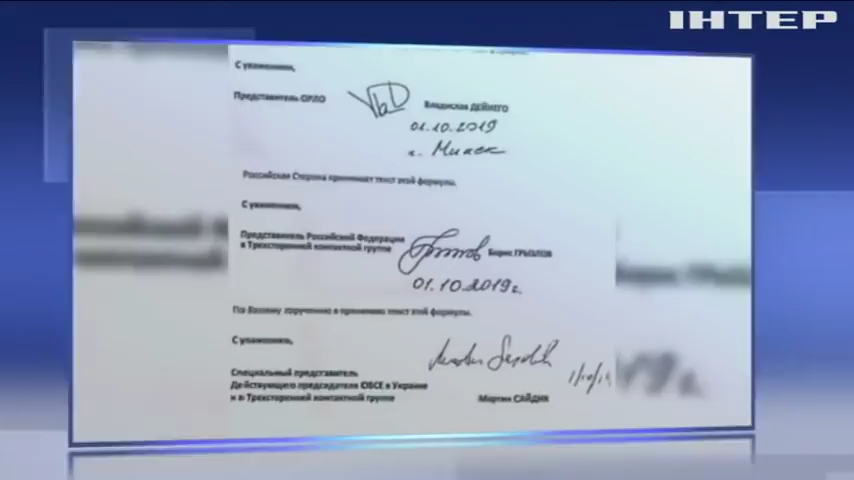 ІНТЕР
С уважением,
Представитель ОРЛО
Владислав ДЕЙНЕГО
01.10.2019
г. Минск
Российская Сторона принимает текст этой формулы.
С уважением,
Представитель Российской Федерации
в Трехсторонней контактной группе
Борис ГРЫЗЛОВ
01.10.2019г.
По Вашему поручению я принимаю текст этой формулы.
С уважением,
Специальный представитель
Действующего председателя ОБСЕ в Украине
и в Трехсторонней контактной группе
Мартин САЙДИК